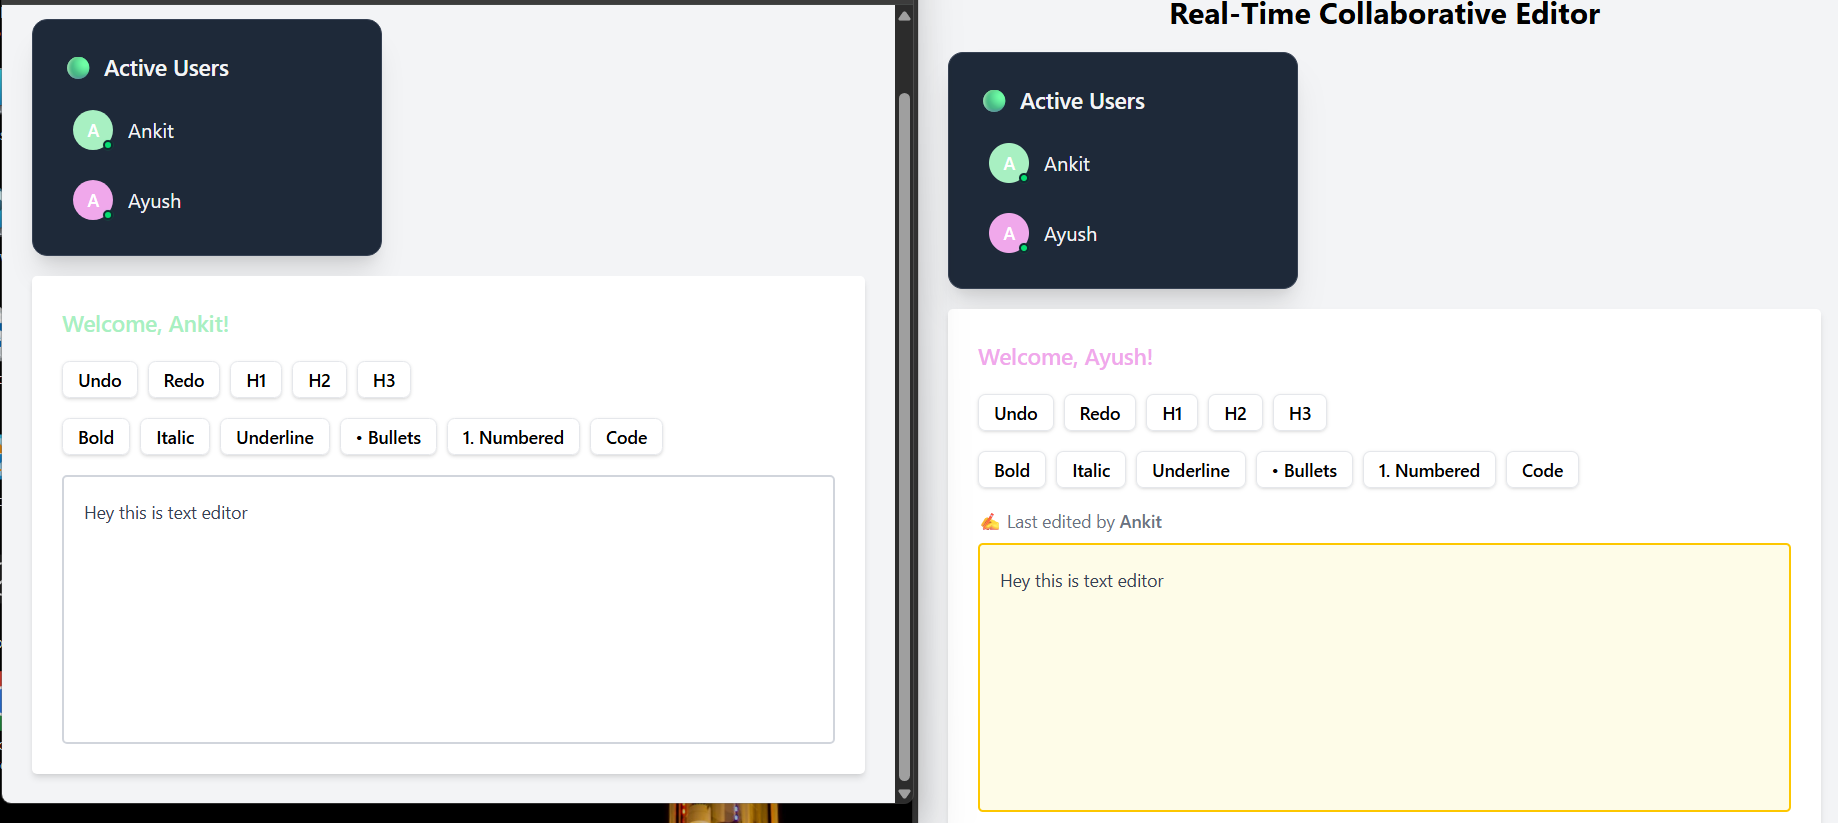 Active Users
A Ankit
A Ayush
Welcome, Ankit!
Undo Redo H1 H2 H3
Bold Italic Underline • Bullets 1. Numbered Code
Hey this is text editor
Real-Time Collaborative Editor
Active Users
A Ankit
A Ayush
Welcome, Ayush!
Undo Redo H1 H2 H3
Bold Italic Underline • Bullets 1. Numbered Code
✍️ Last edited by Ankit
Hey this is text editor